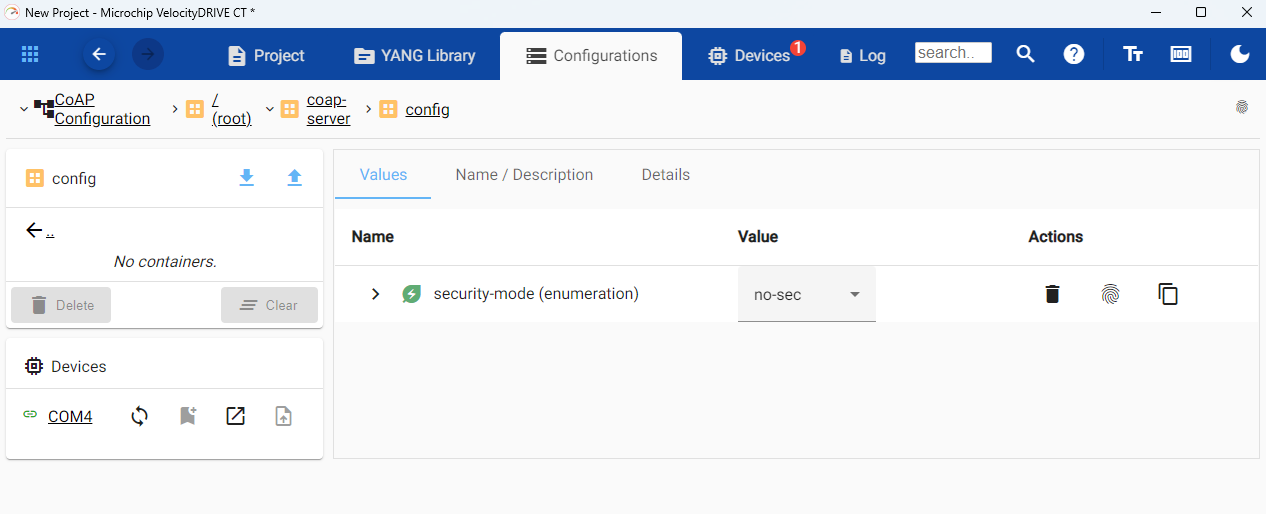 New Project - Microchip VelocityDRIVE CT *
Project
YANG Library
Configurations
Devices
1
Log
search..
CoAP
Configuration
/
(root)
coap-
server
config
config
..
No containers.
Delete
Clear
Devices
COM4
Values
Name / Description
Details
Name
Value
Actions
security-mode (enumeration)
no-sec